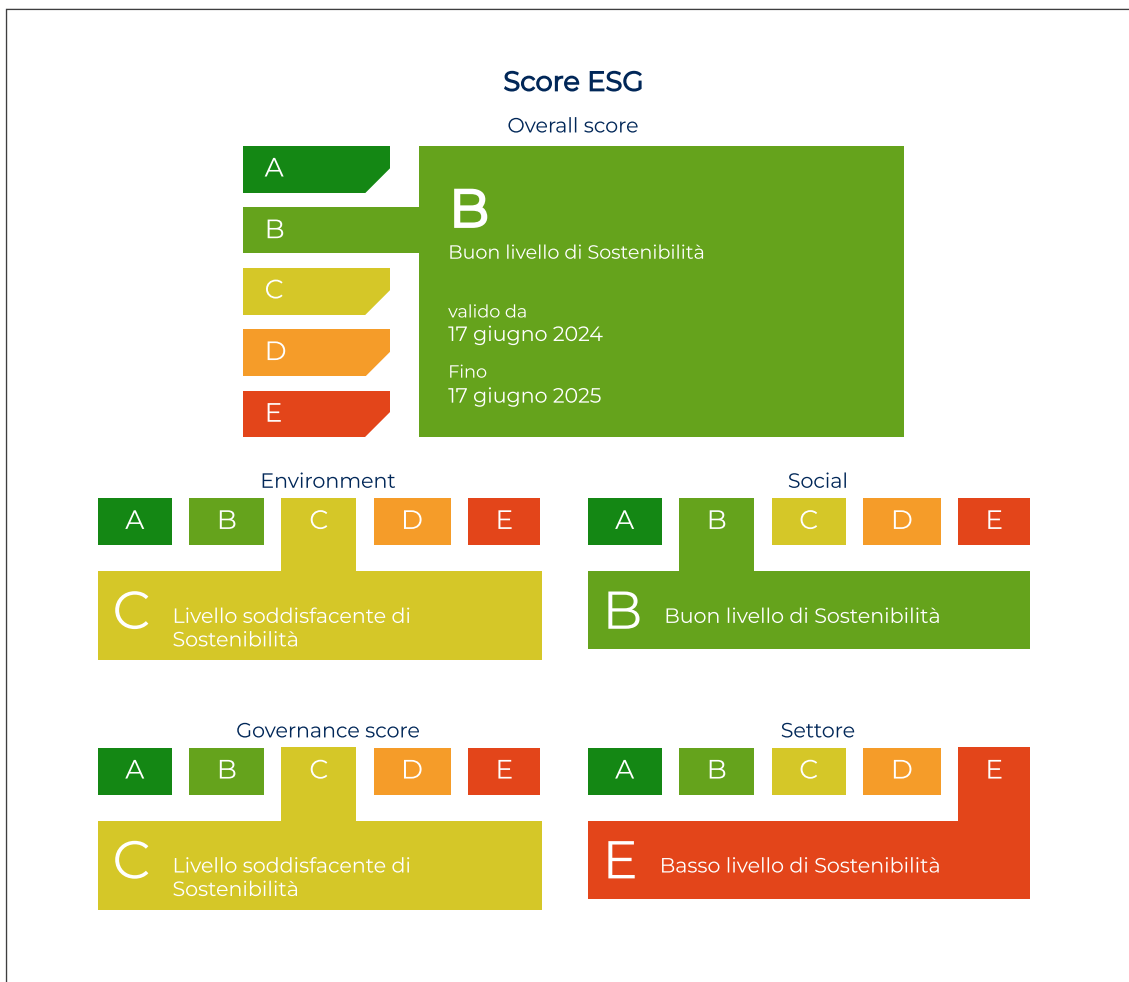 Score ESG
Overall score
A
B
C
D
E
B
Buon livello di Sostenibilità
valido da
17 giugno 2024
Fino
17 giugno 2025
Environment
A B C D E
C Livello soddisfacente di
Sostenibilità
Social
A B C D E
B Buon livello di Sostenibilità
Governance score
A B C D E
C Livello soddisfacente di
Sostenibilità
Settore
A B C D E
E Basso livello di Sostenibilità